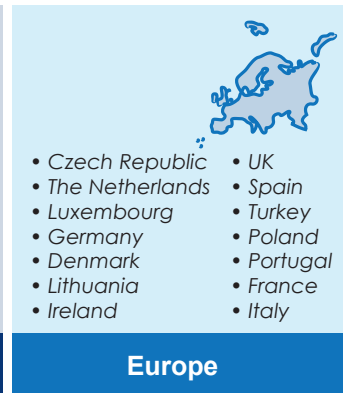 • Czech Republic
• The Netherlands
• Luxembourg
• Germany
• Denmark
• Lithuania
• Ireland
• UK
• Spain
• Turkey
• Poland
• Portugal
• France
• Italy
Europe